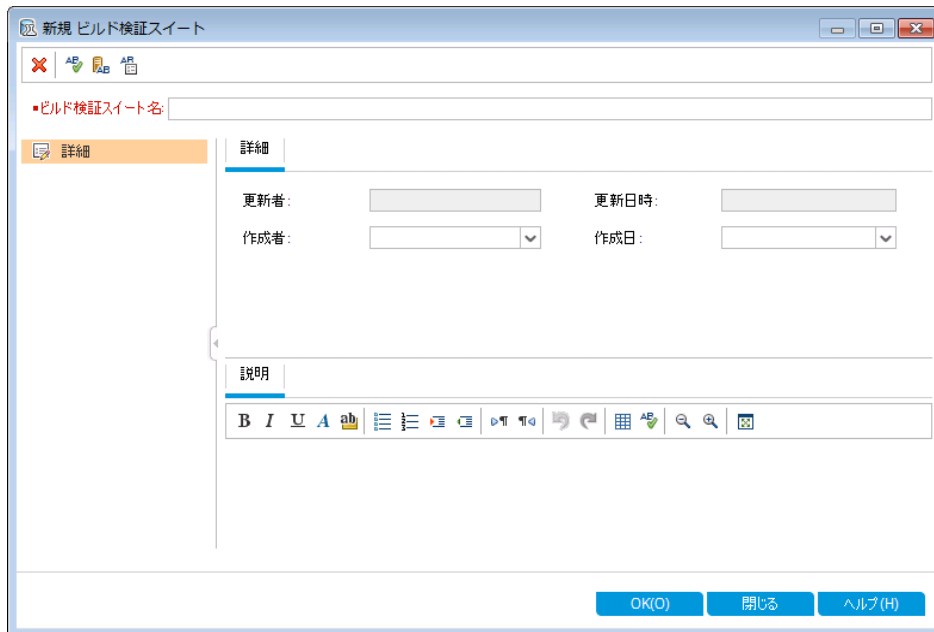 新規 ビルド検証スイート
ビルド検証スイート名:
詳細
詳細
更新者:
更新日時:
作成者:
作成日:
説明
B I U A ab
OK(O) 閉じる ヘルプ(H)